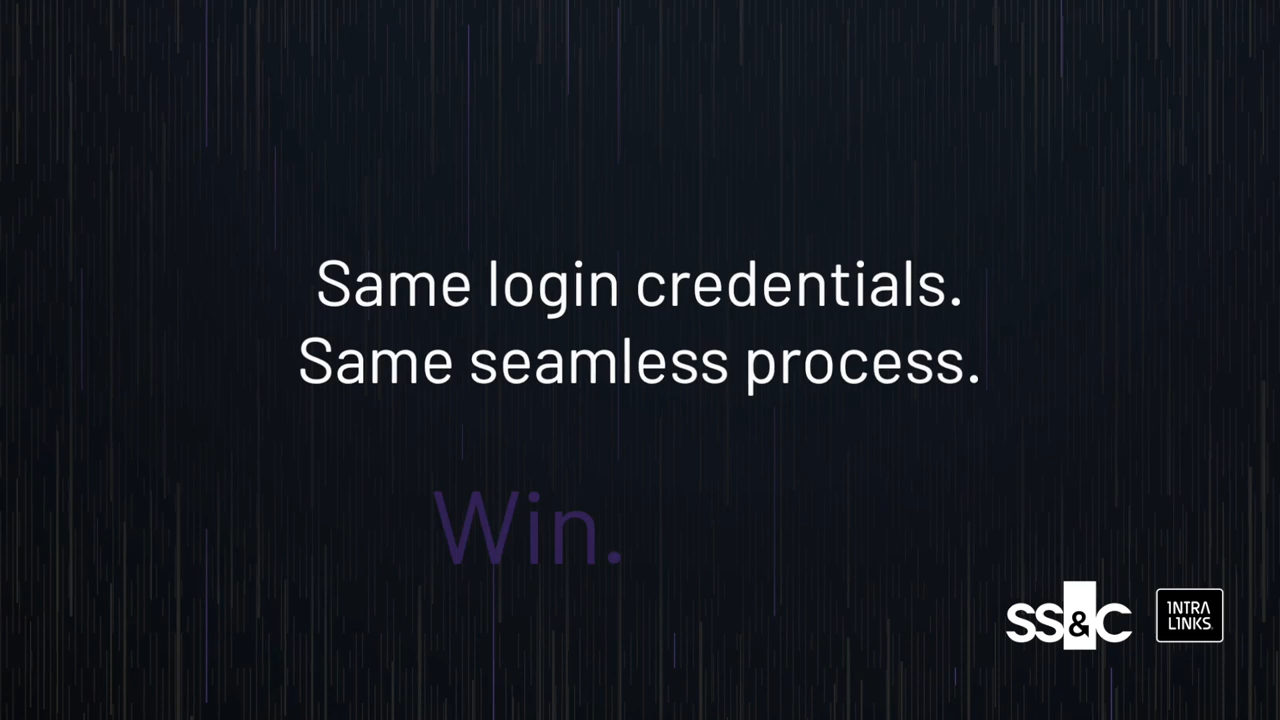 Same login credentials.
Same seamless process.
Win.
SS&C
INTRA
LINKS